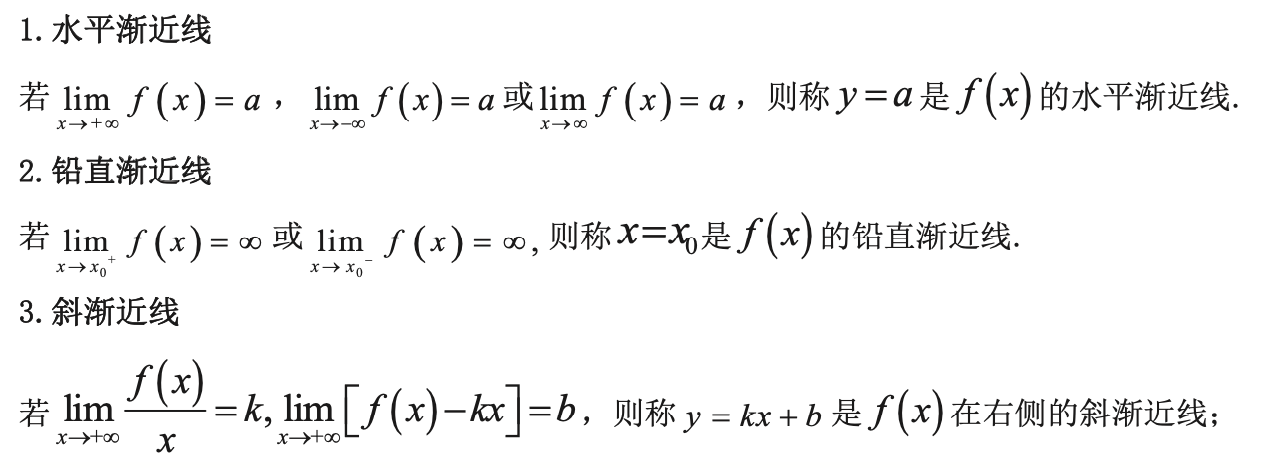 1. 水平渐近线
若 $\lim_{x\to+\infty} f(x)=a$ ， $\lim_{x\to-\infty} f(x)=a$ 或 $\lim_{x\to\infty} f(x)=a$ ，则称 $y=a$ 是 $f(x)$ 的水平渐近线.
2. 铅直渐近线
若 $\lim_{x\to x_0^+} f(x)=\infty$ 或 $\lim_{x\to x_0^-} f(x)=\infty$, 则称 $x=x_0$ 是 $f(x)$ 的铅直渐近线.
3. 斜渐近线
若 $\lim_{x\to+\infty} \frac{f(x)}{x}=k, \lim_{x\to+\infty} [f(x)-kx]=b$，则称 $y=kx+b$ 是 $f(x)$ 在右侧的斜渐近线；